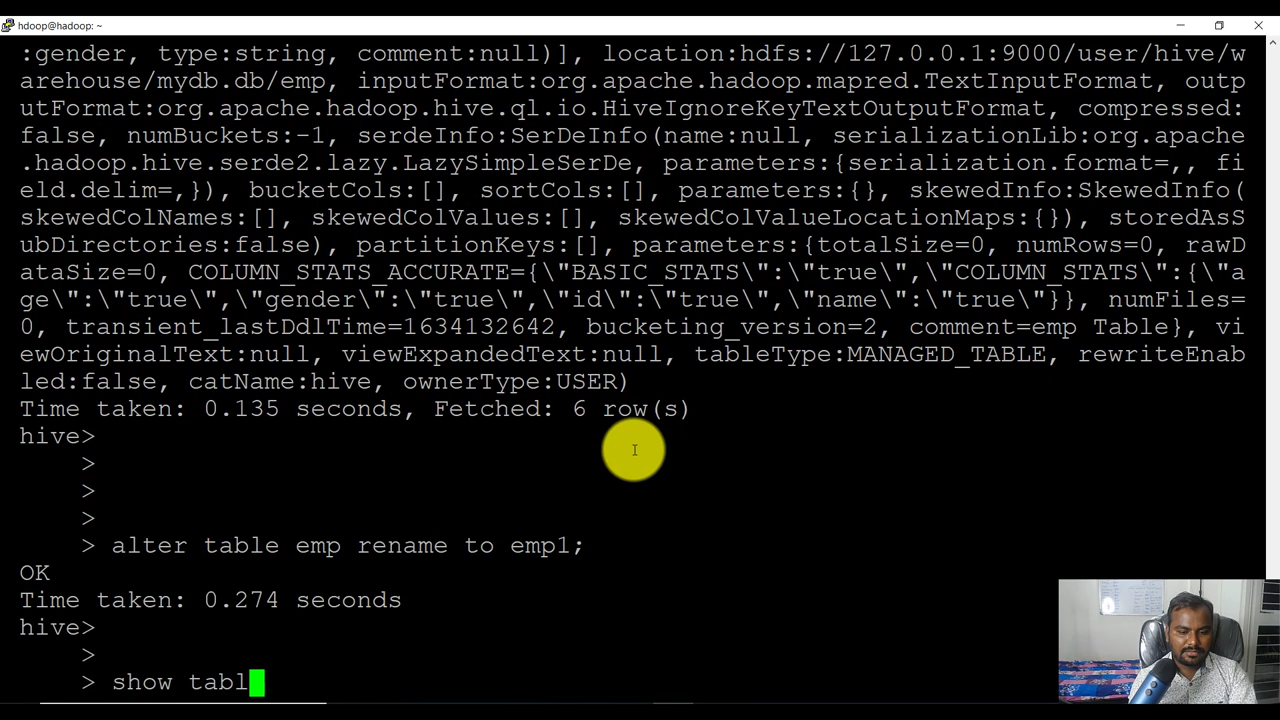 hdoop@hadoop: ~
:gender, type:string, comment:null)], location:hdfs://127.0.0.1:9000/user/hive/w
arehouse/mydb.db/emp, inputFormat:org.apache.hadoop.mapred.TextInputFormat, outp
utFormat:org.apache.hadoop.hive.ql.io.HiveIgnoreKeyTextOutputFormat, compressed:
false, numBuckets:-1, serdeInfo:SerDeInfo(name:null, serializationLib:org.apache
.hadoop.hive.serde2.lazy.LazySimpleSerDe, parameters:{serialization.format=,, fi
eld.delim=,}), bucketCols:[], sortCols:[], parameters:{}, skewedInfo:SkewedInfo(
skewedColNames:[], skewedColValues:[], skewedColValueLocationMaps:{}), storedAsS
ubDirectories:false), partitionKeys:[], parameters:{totalSize=0, numRows=0, rawD
ataSize=0, COLUMN_STATS_ACCURATE={\"BASIC_STATS\":\"true\",\"COLUMN_STATS\":{\"a
ge\":\"true\",\"gender\":\"true\",\"id\":\"true\",\"name\":\"true\"}}, numFiles=
0, transient_lastDdlTime=1634132642, bucketing_version=2, comment=emp Table}, vi
ewOriginalText:null, viewExpandedText:null, tableType:MANAGED_TABLE, rewriteEnab
led:false, catName:hive, ownerType:USER)
Time taken: 0.135 seconds, Fetched: 6 row(s)
hive>
>
>
>
> alter table emp rename to emp1;
OK
Time taken: 0.274 seconds
hive>
>
> show tabl